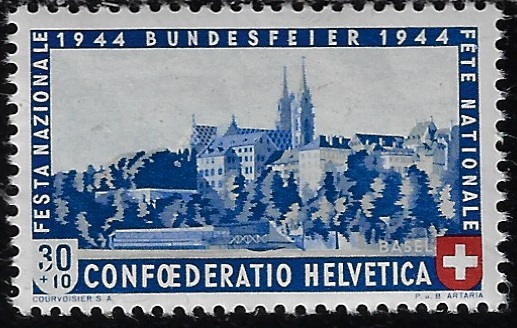 1944 BUNDESFEIER 1944
FESTA NAZIONALE
FÊTE NATIONALE
BASEL
30
+10
CONFŒDERATIO HELVETICA
COURVOISIER S A.
P. u. B. ARTARIA